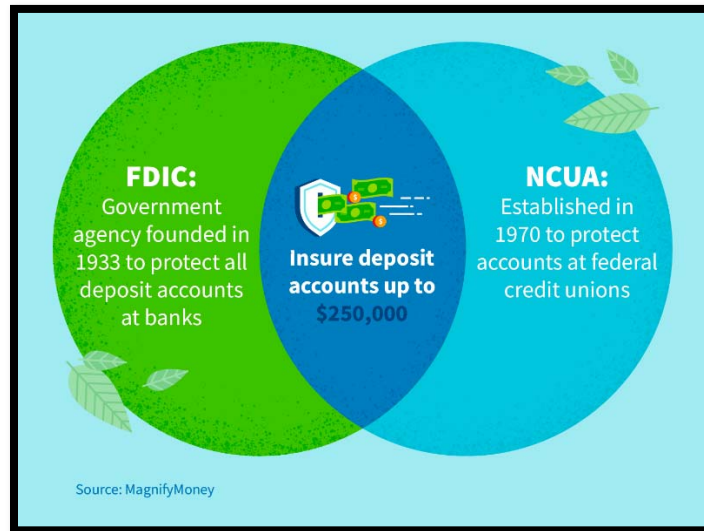 FDIC:
Government
agency founded in
1933 to protect all
deposit accounts
at banks
Insure deposit
accounts up to
$250,000
NCUA:
Established in
1970 to protect
accounts at federal
credit unions
Source: MagnifyMoney